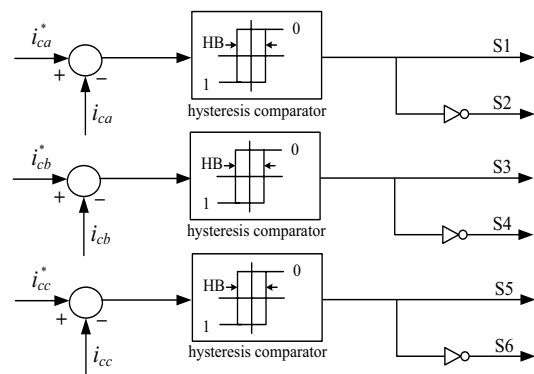 i*ca
+
−
ica
HB
0
1
hysteresis comparator
S1
S2
i*cb
+
−
icb
HB
0
1
hysteresis comparator
S3
S4
i*cc
+
−
icc
HB
0
1
hysteresis comparator
S5
S6